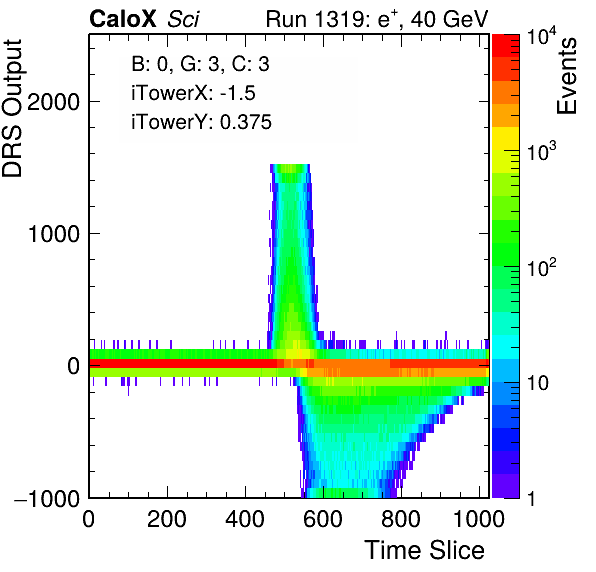 CaloX Sci Run 1319: e+, 40 GeV
B: 0, G: 3, C: 3
iTowerX: -1.5
iTowerY: 0.375
DRS Output
2000
1000
0
−1000
0 200 400 600 800 1000
Time Slice
Events
10^4
10^3
10^2
10
1